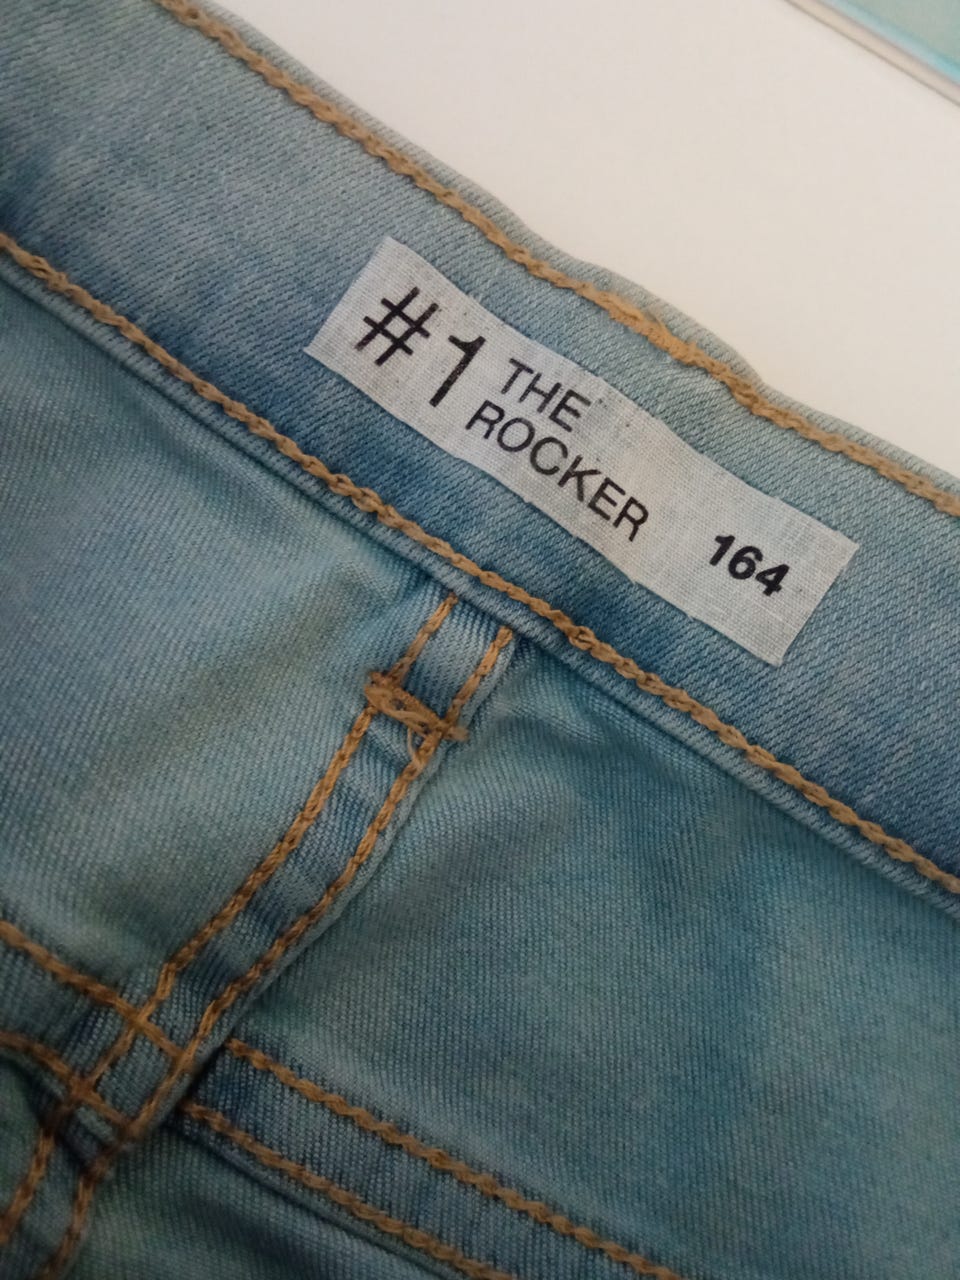 #1 THE
ROCKER 164